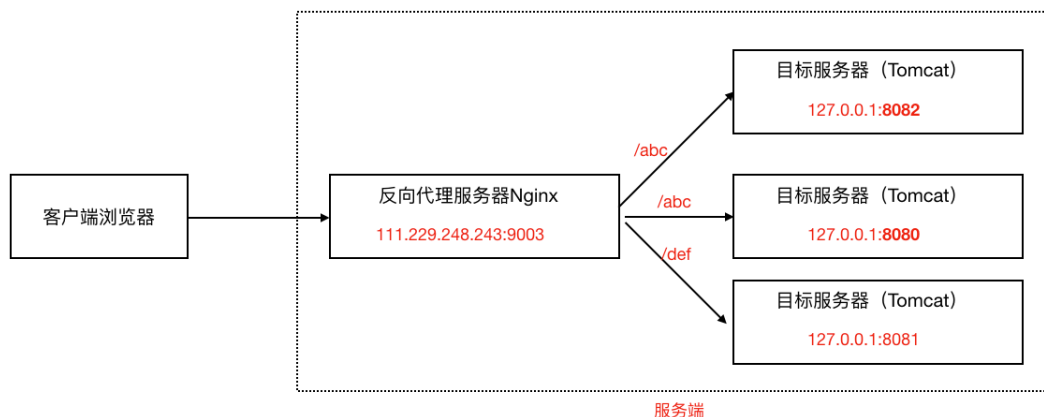 客户端浏览器
反向代理服务器Nginx
111.229.248.243:9003
/abc
/abc
/def
目标服务器（Tomcat）
127.0.0.1:8082
目标服务器（Tomcat）
127.0.0.1:8080
目标服务器（Tomcat）
127.0.0.1:8081
服务端